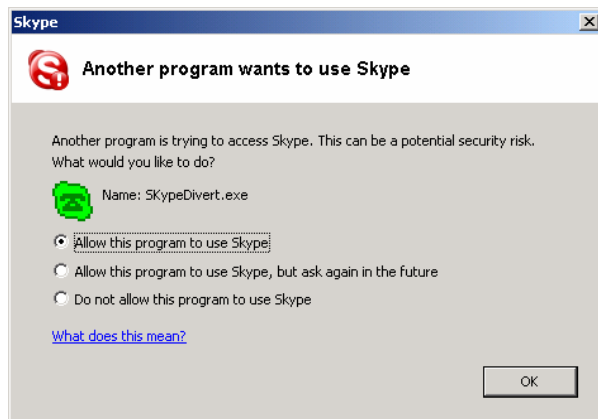 Skype
Another program wants to use Skype
Another program is trying to access Skype. This can be a potential security risk.
What would you like to do?
Name: SKypeDivert.exe
Allow this program to use Skype
Allow this program to use Skype, but ask again in the future
Do not allow this program to use Skype
What does this mean?
OK